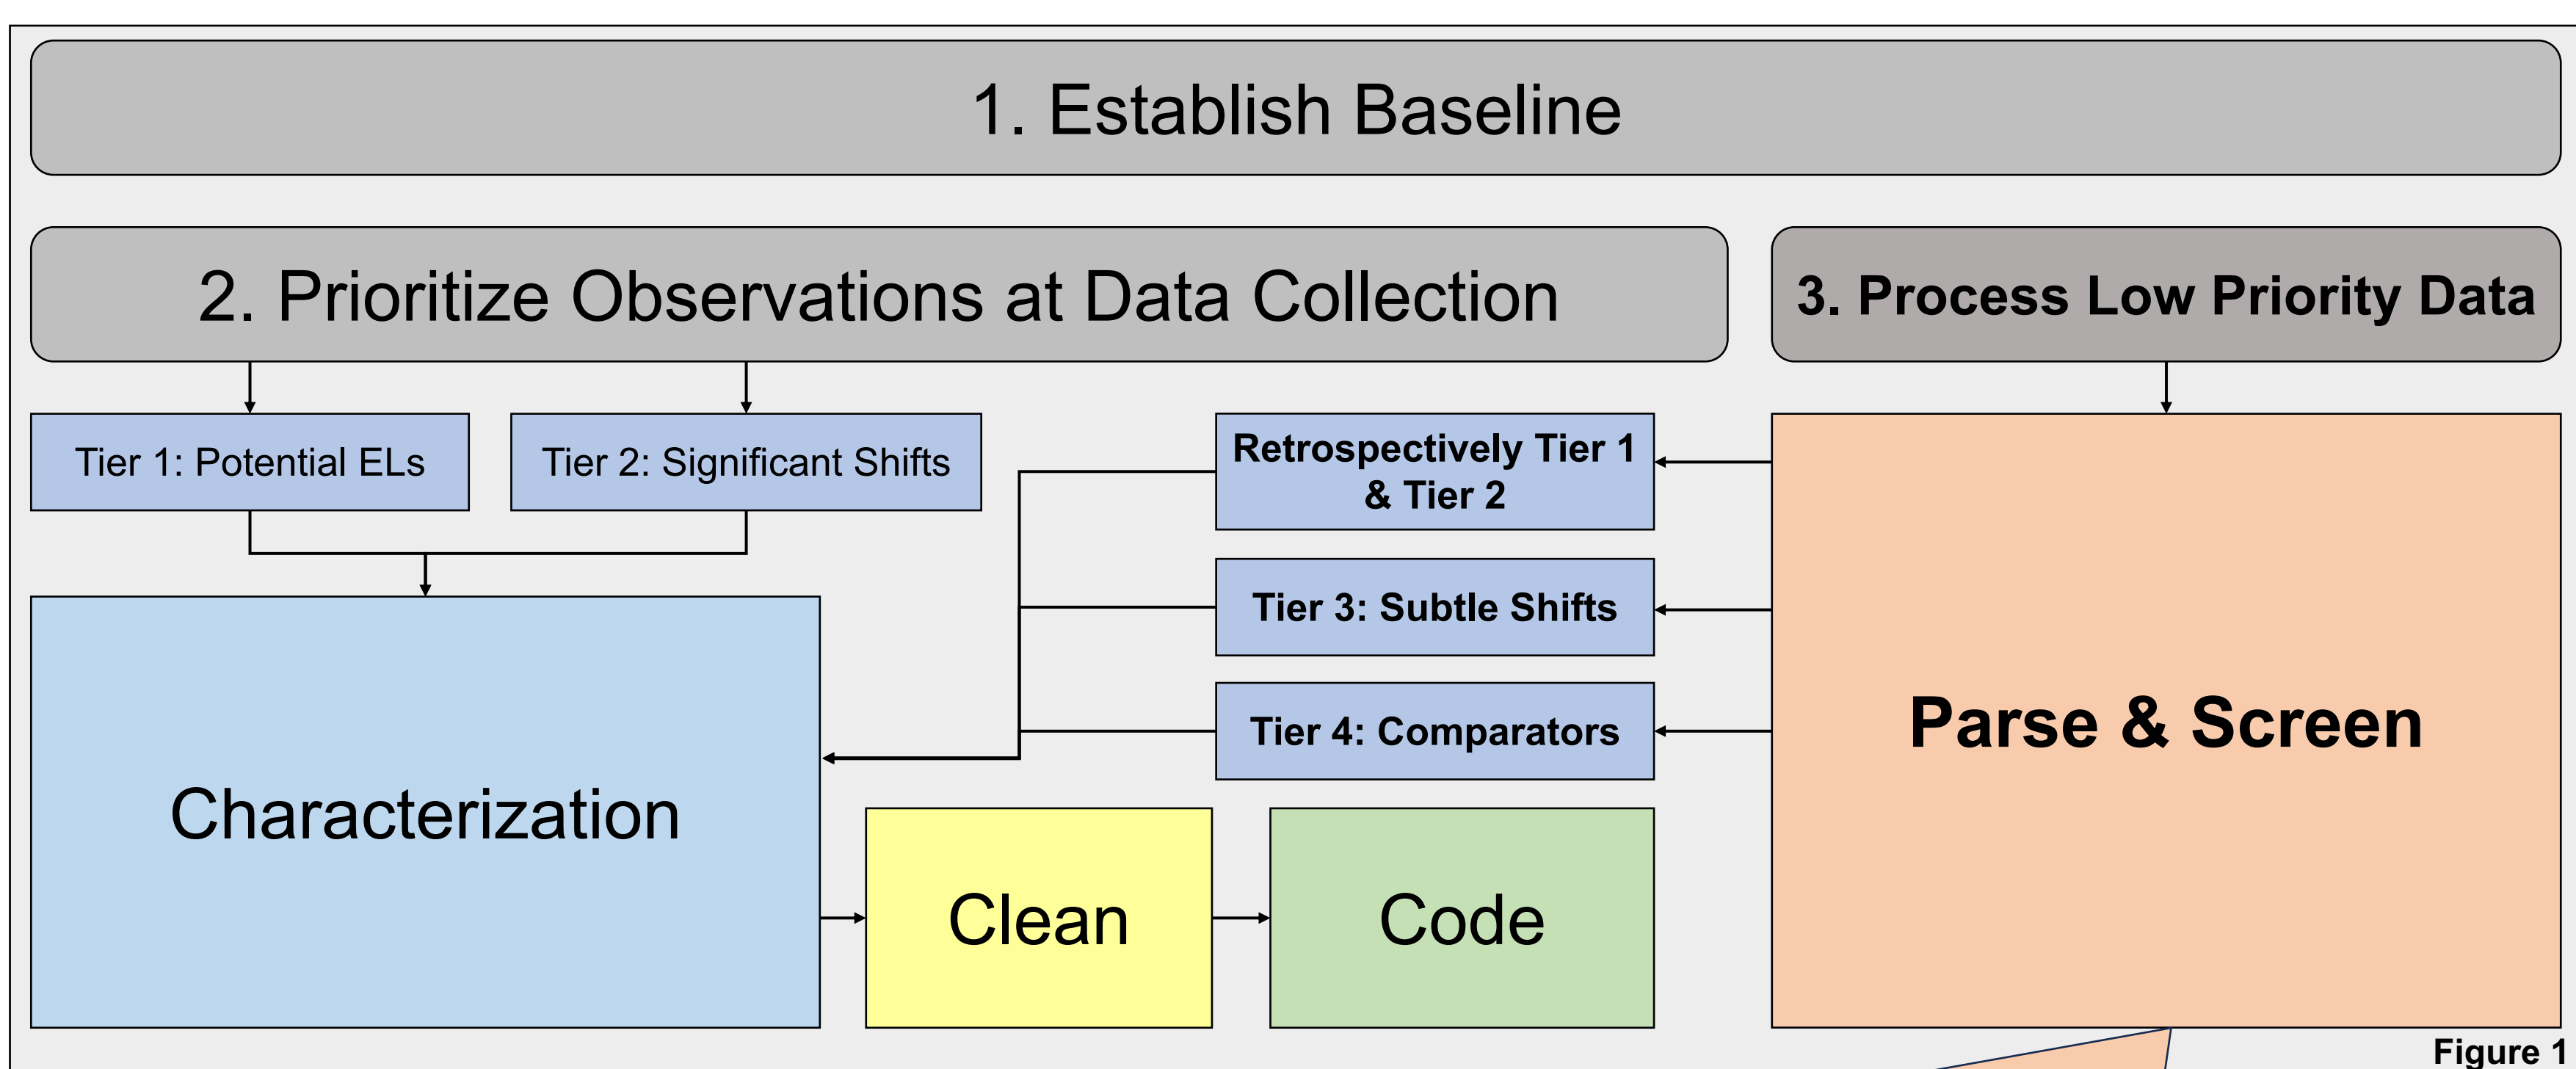 1. Establish Baseline
2. Prioritize Observations at Data Collection
3. Process Low Priority Data
Tier 1: Potential ELs
Tier 2: Significant Shifts
Retrospectively Tier 1
& Tier 2
Tier 3: Subtle Shifts
Tier 4: Comparators
Parse & Screen
Characterization
Clean
Code
Figure 1